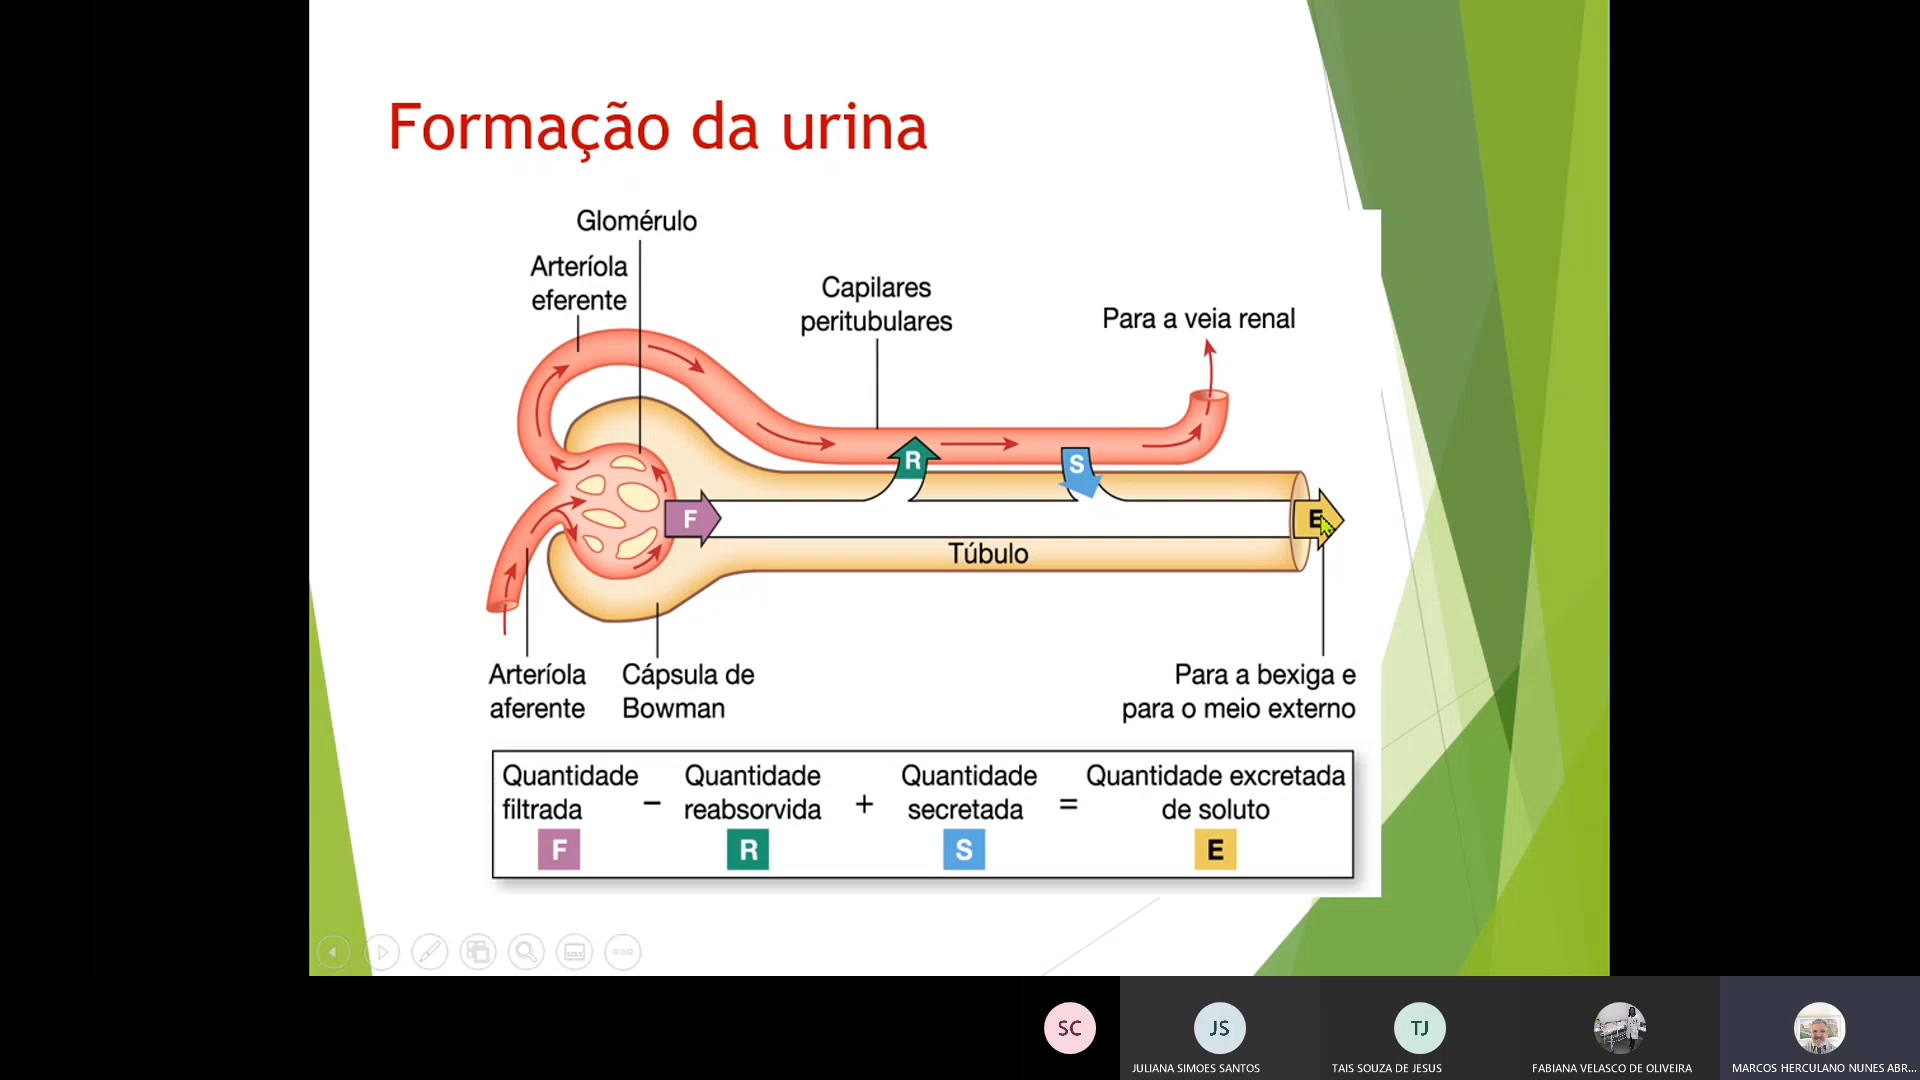 Formação da urina
Glomérulo
Arteríola
eferente
Capilares
peritubulares
Para a veia renal
R
S
F
E
Túbulo
Arteríola
aferente
Cápsula de
Bowman
Para a bexiga e
para o meio externo
Quantidade
filtrada
F
−
Quantidade
reabsorvida
R
+
Quantidade
secretada
S
=
Quantidade excretada
de soluto
E
SC
JS
TJ
JULIANA SIMOES SANTOS
TAIS SOUZA DE JESUS
FABIANA VELASCO DE OLIVEIRA
MARCOS HERCULANO NUNES ABR...